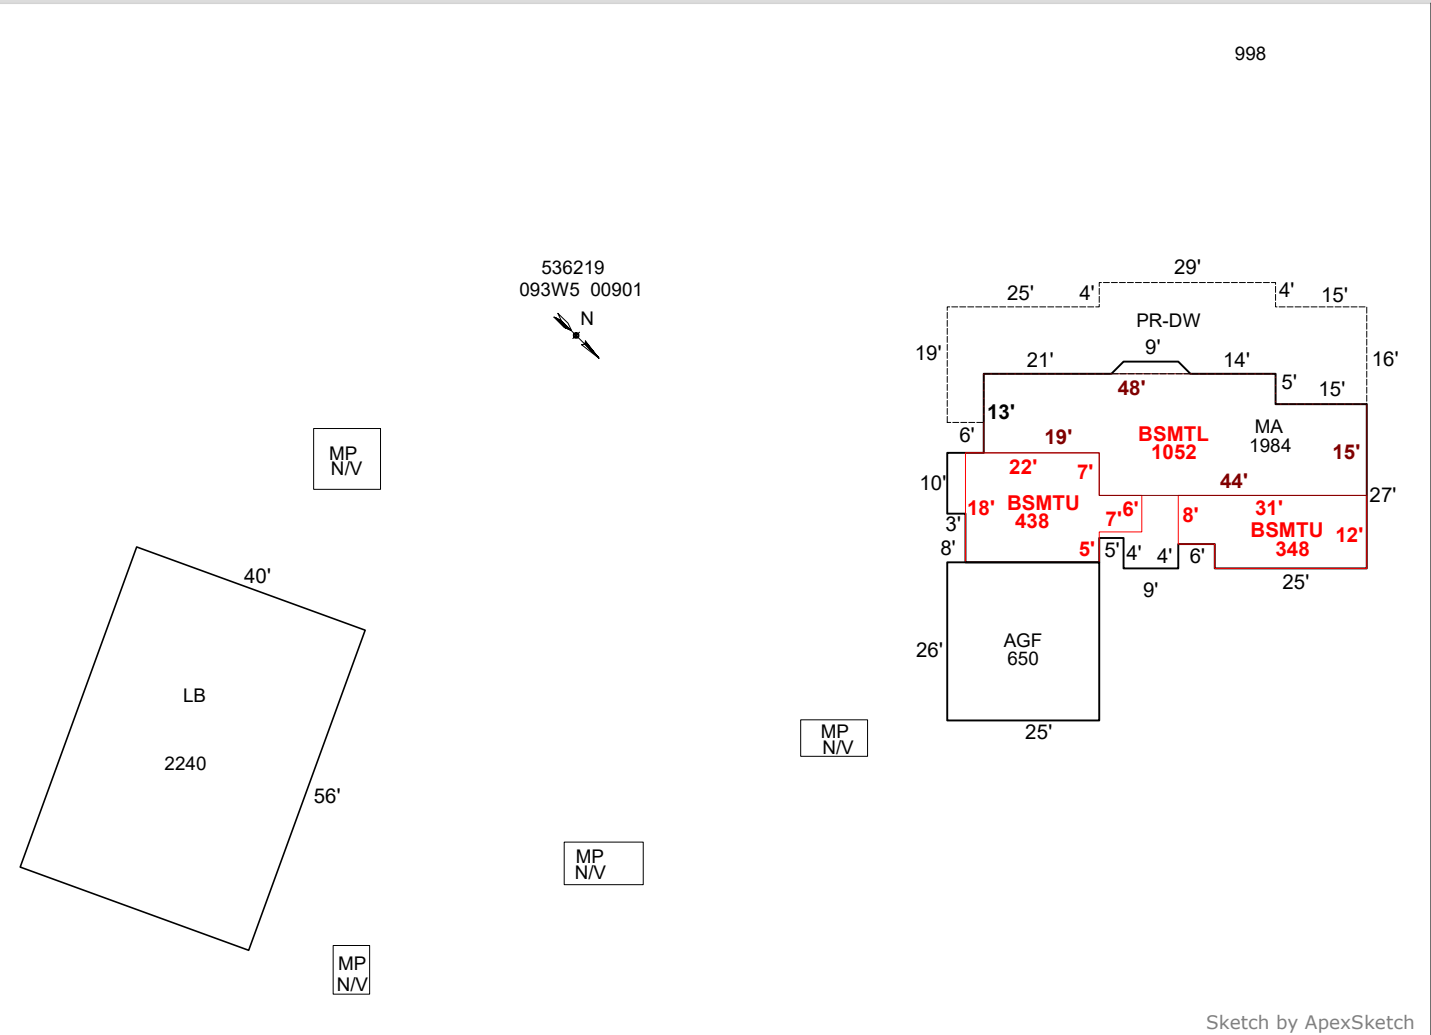 998
536219
093W5 00901
N
29'
25'
4'
4'
15'
PR-DW
19'
9'
16'
21'
14'
5'
15'
48'
13'
6'
19'
BSMTL
1052
MA
1984
15'
22'
7'
44'
27'
10'
18'
BSMTU
438
7'
6'
8'
31'
BSMTU
348
12'
3'
8'
5'
5'
4'
4'
6'
9'
25'
AGF
650
26'
25'
MP
N/V
40'
LB
2240
56'
MP
N/V
MP
N/V
MP
N/V
Sketch by ApexSketch